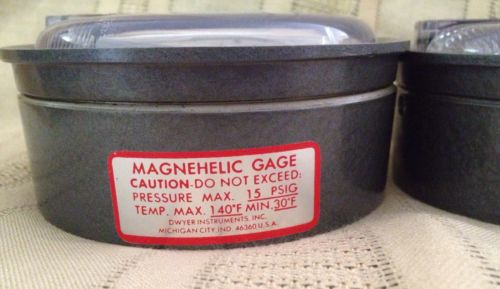 MAGNEHELIC GAGE
CAUTION-DO NOT EXCEED:
PRESSURE MAX. 15 PSIG
TEMP. MAX. 140°F MIN. 30°F
DWYER INSTRUMENTS, INC.
MICHIGAN CITY, IND. 46360 U.S.A.